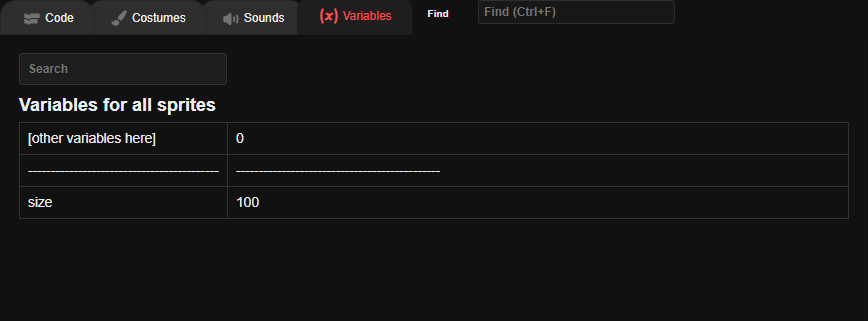 Code Costumes Sounds (x) Variables Find Find (Ctrl+F)
Search
Variables for all sprites
[other variables here] 0
------------------------------------------ ---------------------------------------------
size 100